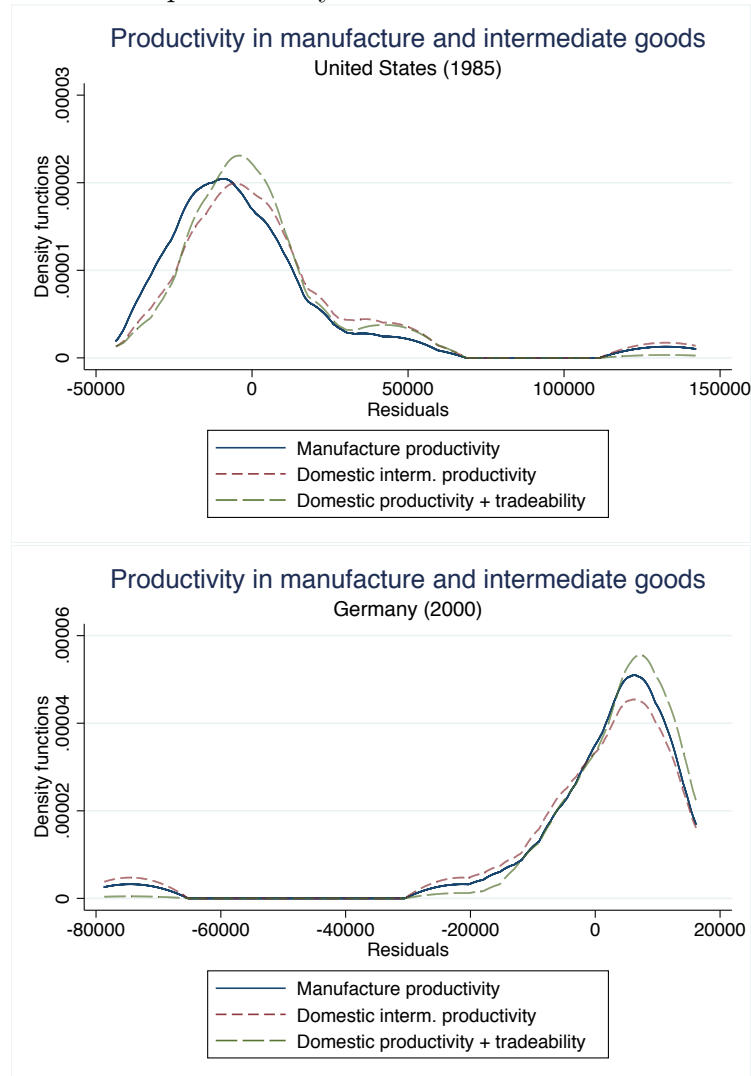 Productivity in manufacture and intermediate goods
United States (1985)
Density functions
.00003
.00002
.00001
0
-50000 0 50000 100000 150000
Residuals
Manufacture productivity
Domestic interm. productivity
Domestic productivity + tradeability
Productivity in manufacture and intermediate goods
Germany (2000)
Density functions
.00006
.00004
.00002
0
-80000 -60000 -40000 -20000 0 20000
Residuals
Manufacture productivity
Domestic interm. productivity
Domestic productivity + tradeability